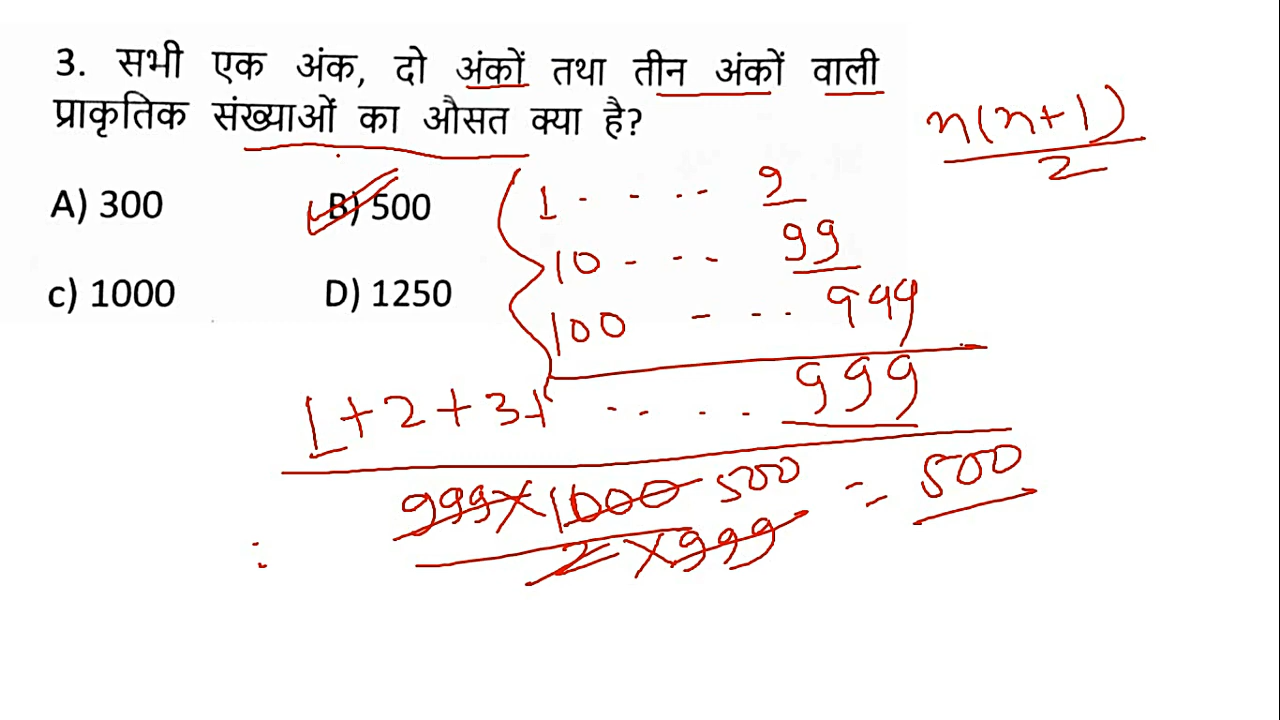 3. सभी एक अंक, दो अंकों तथा तीन अंकों वाली
प्राकृतिक संख्याओं का औसत क्या है?
n(n+1)
2
A) 300 B) 500
c) 1000 D) 1250
1 . . . . 9
10 - - - 99
100 - - .. 999
1+2+3+ . . . . 999
: 999×1000 500 = 500
2×999